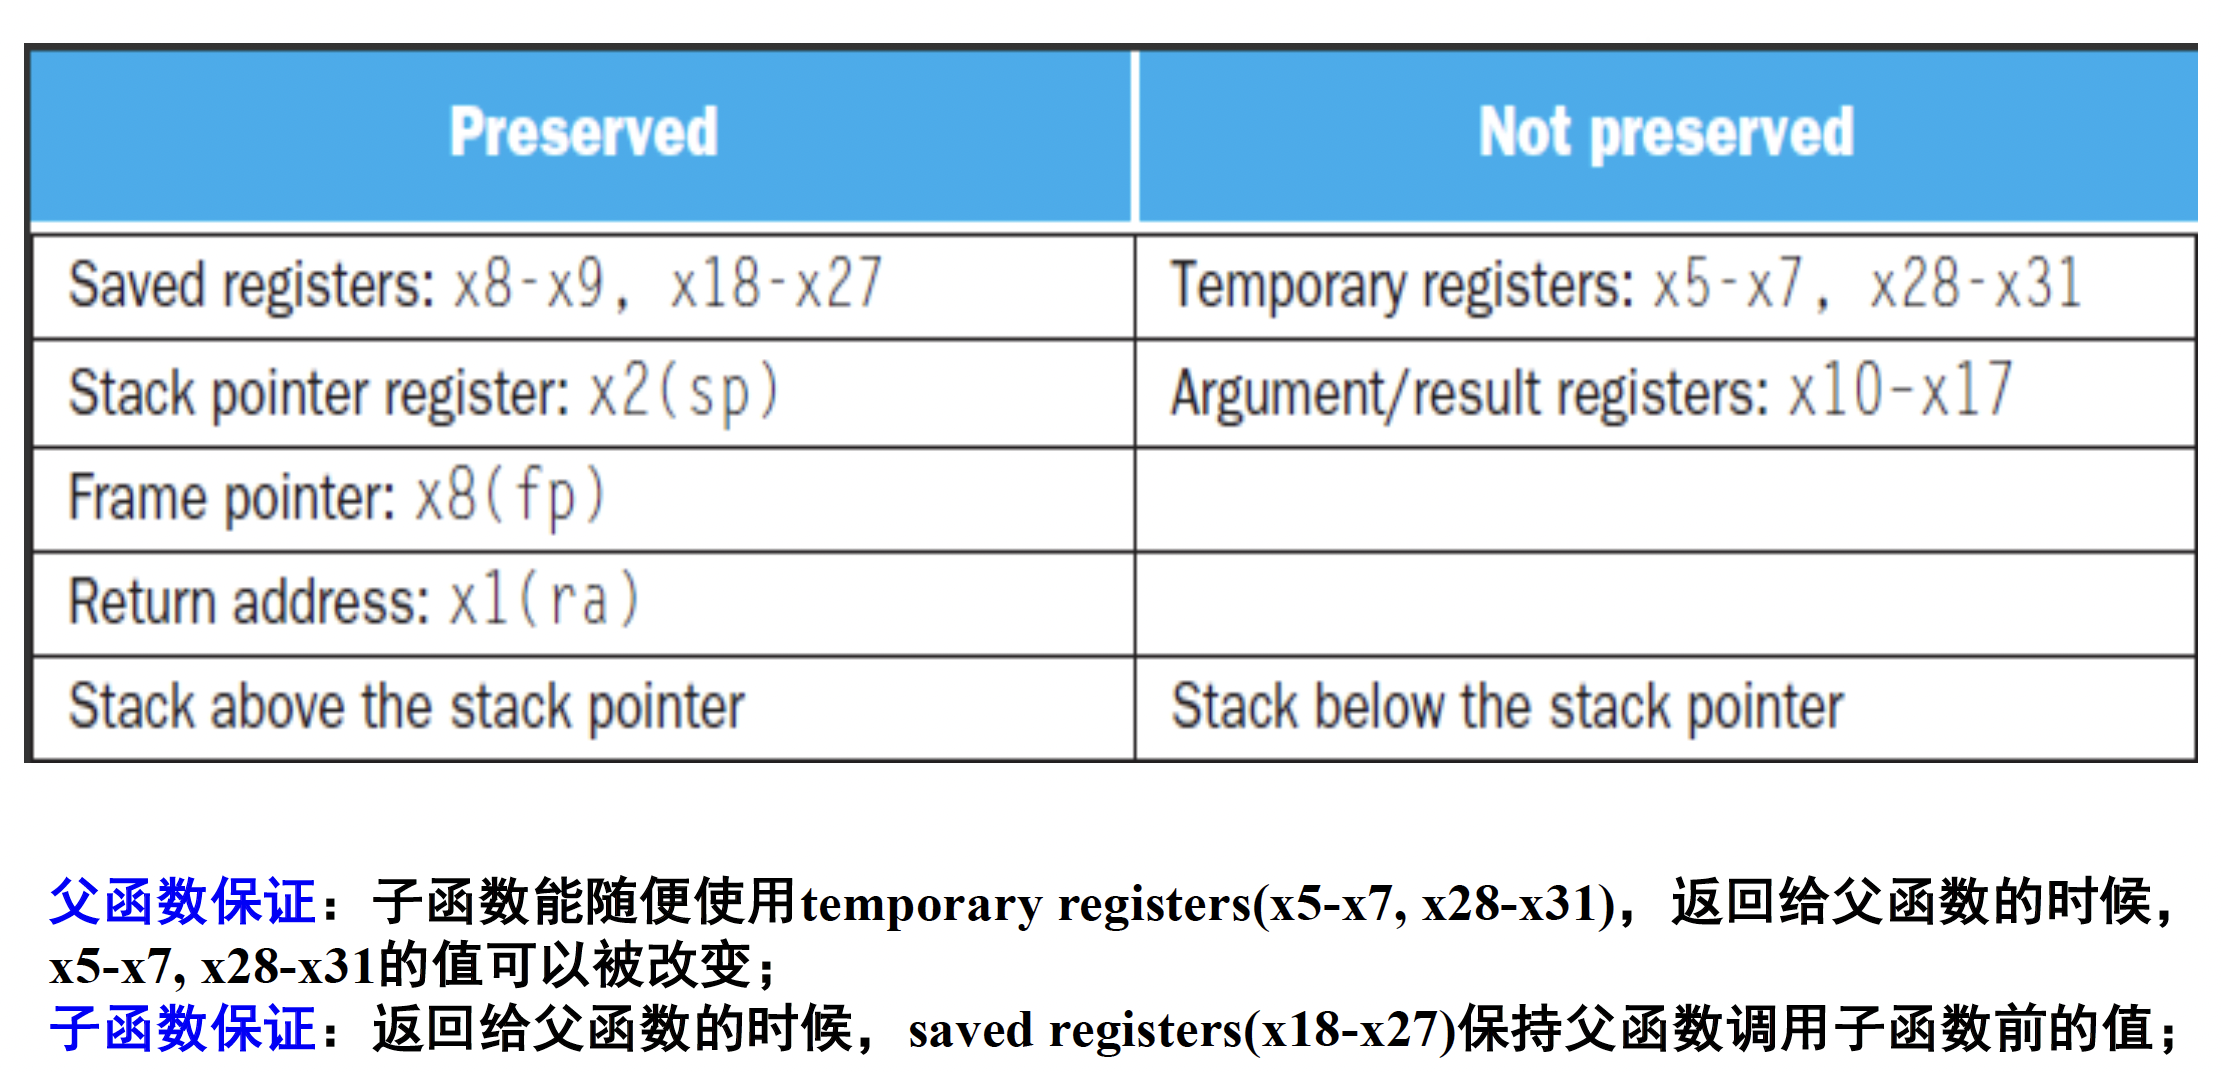 Preserved Not preserved
Saved registers: x8-x9, x18-x27 Temporary registers: x5-x7, x28-x31
Stack pointer register: x2(sp) Argument/result registers: x10-x17
Frame pointer: x8(fp)
Return address: x1(ra)
Stack above the stack pointer Stack below the stack pointer
父函数保证：子函数能随便使用temporary registers(x5-x7, x28-x31)，返回给父函数的时候，
x5-x7, x28-x31的值可以被改变；
子函数保证：返回给父函数的时候，saved registers(x18-x27)保持父函数调用子函数前的值；